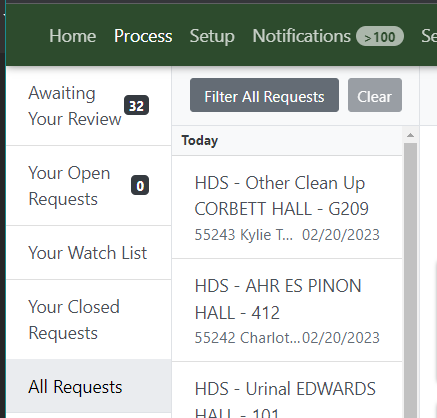 Home Process Setup Notifications >100 Se
Awaiting
Your Review 32
Your Open
Requests 0
Your Watch List
Your Closed
Requests
All Requests
Filter All Requests Clear
Today
HDS - Other Clean Up
CORBETT HALL - G209
55243 Kylie T... 02/20/2023
HDS - AHR ES PINON
HALL - 412
55242 Charlot... 02/20/2023
HDS - Urinal EDWARDS
HALL - 101